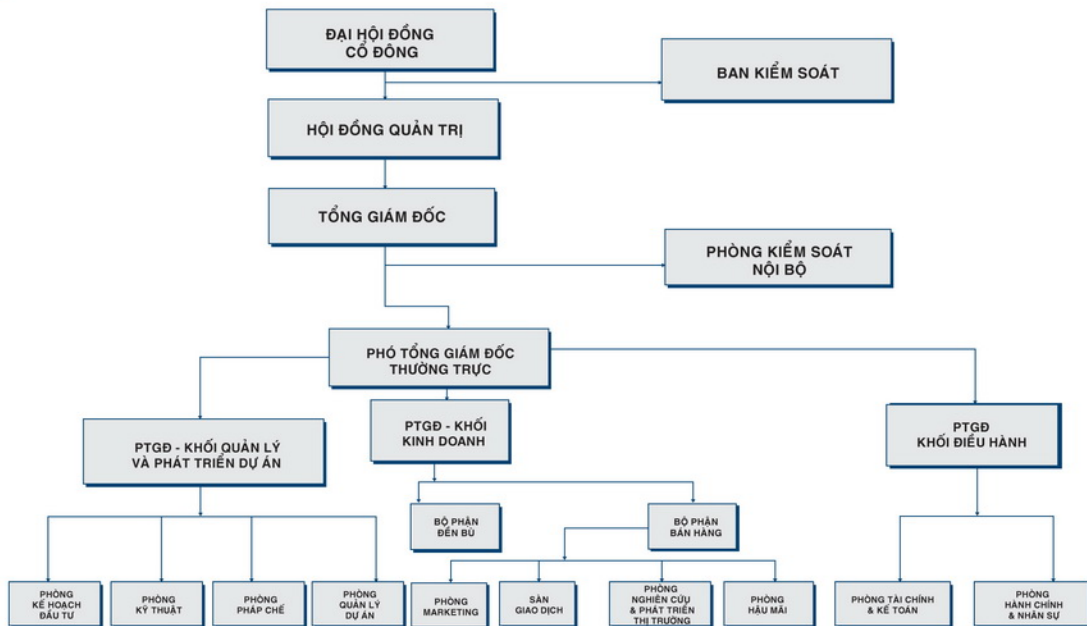 ĐẠI HỘI ĐỒNG
CỔ ĐÔNG
BAN KIỂM SOÁT
HỘI ĐỒNG QUẢN TRỊ
TỔNG GIÁM ĐỐC
PHÒNG KIỂM SOÁT
NỘI BỘ
PHÓ TỔNG GIÁM ĐỐC
THƯỜNG TRỰC
PTGĐ - KHỐI QUẢN LÝ
VÀ PHÁT TRIỂN DỰ ÁN
PTGĐ - KHỐI
KINH DOANH
PTGĐ
KHỐI ĐIỀU HÀNH
BỘ PHẬN
ĐỀN BÙ
BỘ PHẬN
BÁN HÀNG
PHÒNG
KẾ HOẠCH
ĐẦU TƯ
PHÒNG
KỸ THUẬT
PHÒNG
PHÁP CHẾ
PHÒNG
QUẢN LÝ
DỰ ÁN
PHÒNG
MARKETING
SÀN
GIAO DỊCH
PHÒNG
NGHIÊN CỨU
& PHÁT TRIỂN
THỊ TRƯỜNG
PHÒNG
HẬU MÃI
PHÒNG TÀI CHÍNH
& KẾ TOÁN
PHÒNG
HÀNH CHÍNH
& NHÂN SỰ